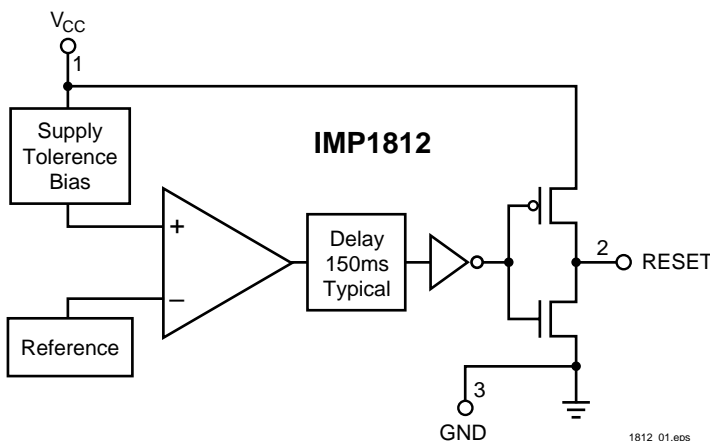 VCC
1
Supply
Tolerence
Bias
IMP1812
+
−
Delay
150ms
Typical
2
RESET
Reference
3
GND
1812_01.eps